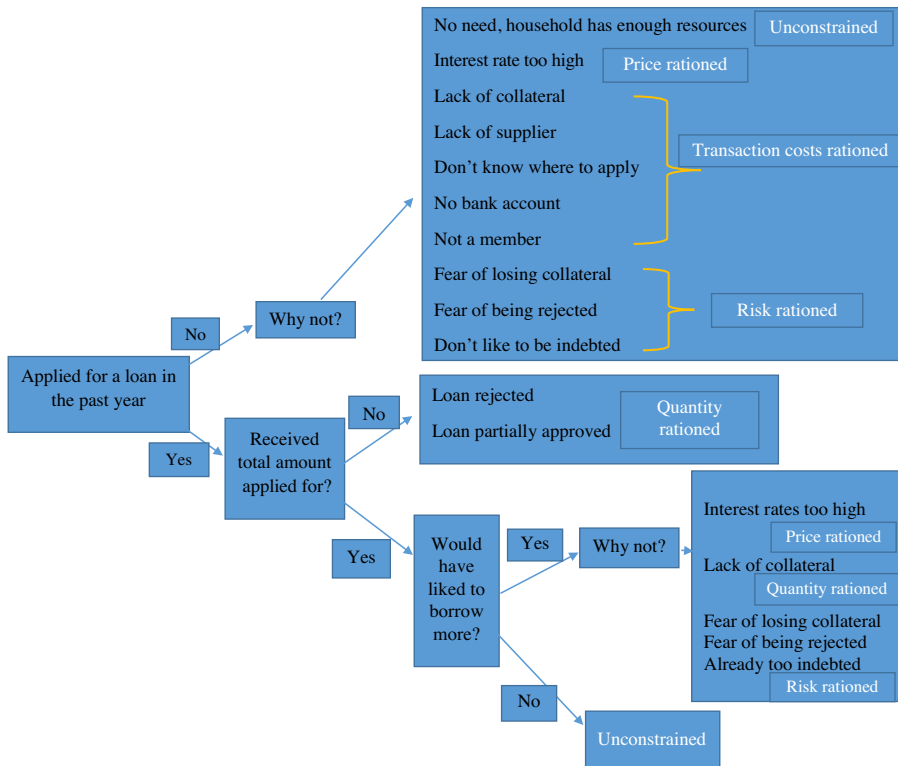 No need, household has enough resources
Unconstrained
Interest rate too high
Price rationed
Lack of collateral
Lack of supplier
Transaction costs rationed
Don't know where to apply
No bank account
Not a member
Fear of losing collateral
Fear of being rejected
Risk rationed
Don't like to be indebted
Why not?
No
Applied for a loan in
the past year
Yes
Received
total amount
applied for?
No
Loan rejected
Loan partially approved
Quantity
rationed
Yes
Would
have
liked to
borrow
more?
Yes
Why not?
Interest rates too high
Price rationed
Lack of collateral
Quantity rationed
Fear of losing collateral
Fear of being rejected
Already too indebted
Risk rationed
No
Unconstrained